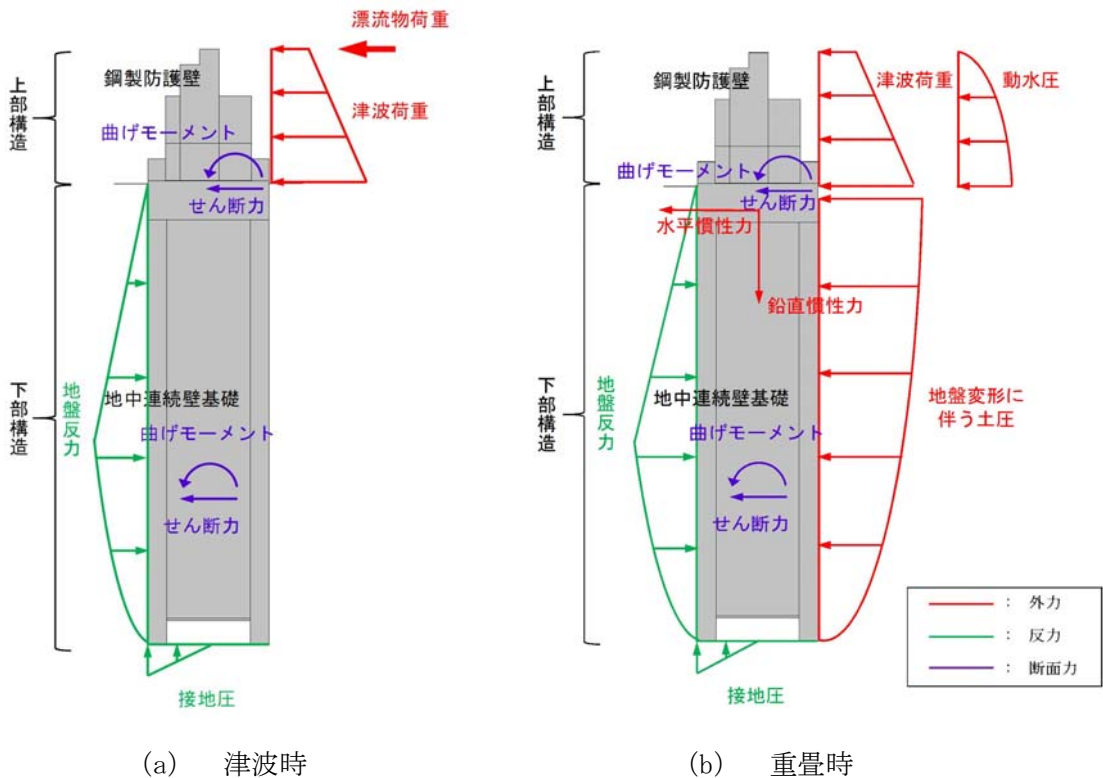 漂流物荷重
上部構造
鋼製防護壁
津波荷重
曲げモーメント
せん断力
下部構造
地盤反力
地中連続壁基礎
曲げモーメント
せん断力
接地圧
(a) 津波時
上部構造
鋼製防護壁
津波荷重
動水圧
曲げモーメント
せん断力
水平慣性力
鉛直慣性力
下部構造
地盤反力
地中連続壁基礎
曲げモーメント
せん断力
地盤変形に
伴う土圧
接地圧
： 外力
： 反力
： 断面力
(b) 重畳時